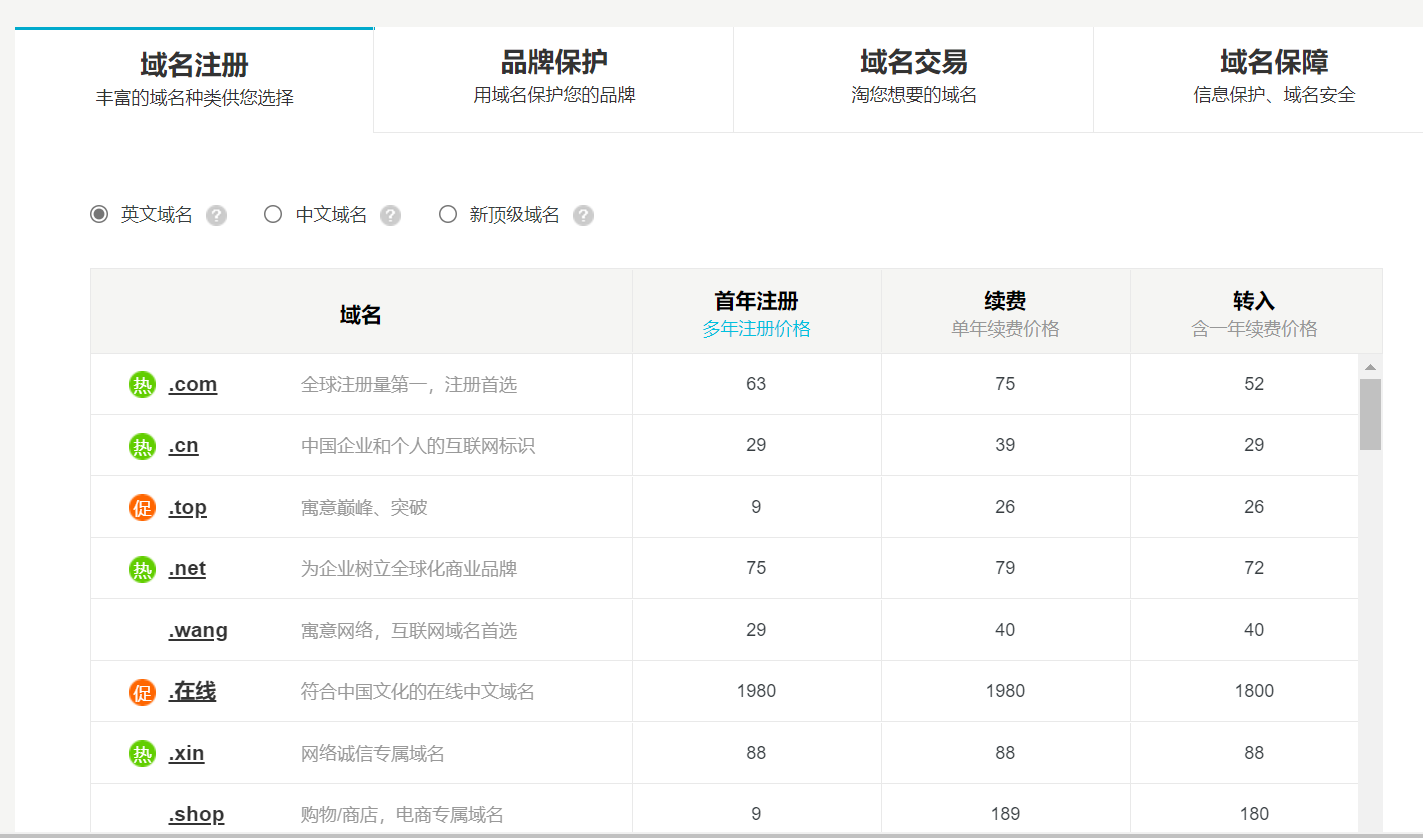 域名注册
丰富的域名种类供您选择
品牌保护
用域名保护您的品牌
域名交易
淘您想要的域名
域名保障
信息保护、域名安全
英文域名 ? 中文域名 ? 新顶级域名 ?
域名
首年注册
多年注册价格
续费
单年续费价格
转入
含一年续费价格
热 .com 全球注册量第一，注册首选 63 75 52
热 .cn 中国企业和个人的互联网标识 29 39 29
促 .top 寓意巅峰、突破 9 26 26
热 .net 为企业树立全球化商业品牌 75 79 72
.wang 寓意网络，互联网域名首选 29 40 40
促 .在线 符合中国文化的在线中文域名 1980 1980 1800
热 .xin 网络诚信专属域名 88 88 88
.shop 购物/商店，电商专属域名 9 189 180